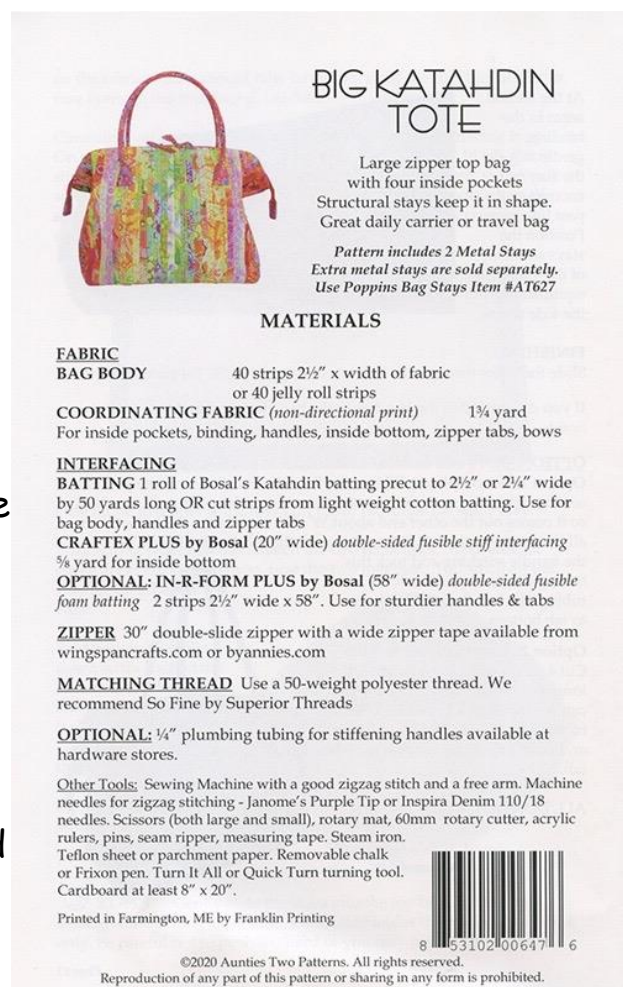 BIG KATAHDIN
TOTE
Large zipper top bag
with four inside pockets
Structural stays keep it in shape.
Great daily carrier or travel bag
Pattern includes 2 Metal Stays
Extra metal stays are sold separately.
Use Poppins Bag Stays Item #AT627
MATERIALS
FABRIC
BAG BODY 40 strips 2½" x width of fabric
or 40 jelly roll strips
COORDINATING FABRIC (non-directional print) 1¾ yard
For inside pockets, binding, handles, inside bottom, zipper tabs, bows
INTERFACING
BATTING 1 roll of Bosal's Katahdin batting precut to 2½" or 2¼" wide
by 50 yards long OR cut strips from light weight cotton batting. Use for
bag body, handles and zipper tabs
CRAFTEX PLUS by Bosal (20" wide) double-sided fusible stiff interfacing
⅝ yard for inside bottom
OPTIONAL: IN-R-FORM PLUS by Bosal (58" wide) double-sided fusible
foam batting 2 strips 2½" wide x 58". Use for sturdier handles & tabs
ZIPPER 30" double-slide zipper with a wide zipper tape available from
wingspancrafts.com or byannies.com
MATCHING THREAD Use a 50-weight polyester thread. We
recommend So Fine by Superior Threads
OPTIONAL: ¼" plumbing tubing for stiffening handles available at
hardware stores.
Other Tools: Sewing Machine with a good zigzag stitch and a free arm. Machine
needles for zigzag stitching - Janome's Purple Tip or Inspira Denim 110/18
needles. Scissors (both large and small), rotary mat, 60mm rotary cutter, acrylic
rulers, pins, seam ripper, measuring tape. Steam iron.
Teflon sheet or parchment paper. Removable chalk
or Frixon pen. Turn It All or Quick Turn turning tool.
Cardboard at least 8" x 20".
Printed in Farmington, ME by Franklin Printing
8 53102 00647 6
©2020 Aunties Two Patterns. All rights reserved.
Reproduction of any part of this pattern or sharing in any form is prohibited.